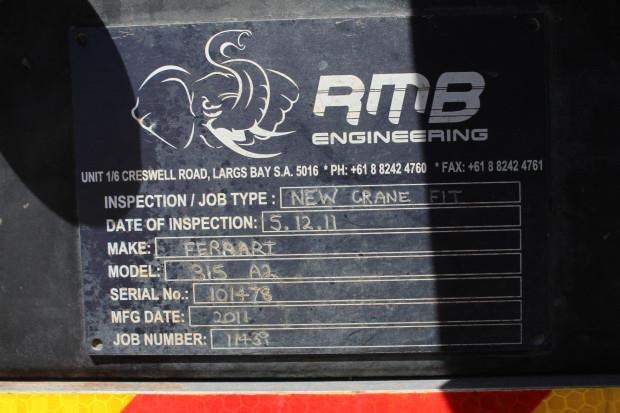 RMB
ENGINEERING
UNIT 1/6 CRESWELL ROAD, LARGS BAY S.A. 5016 * PH: +61 8 8242 4760 * FAX: +61 8 8242 4761
INSPECTION / JOB TYPE : NEW CRANE FIT
DATE OF INSPECTION: 5.12.11
MAKE: FERRARI
MODEL: 315 A2
SERIAL No.: 101478
MFG DATE: 2011
JOB NUMBER: 11439